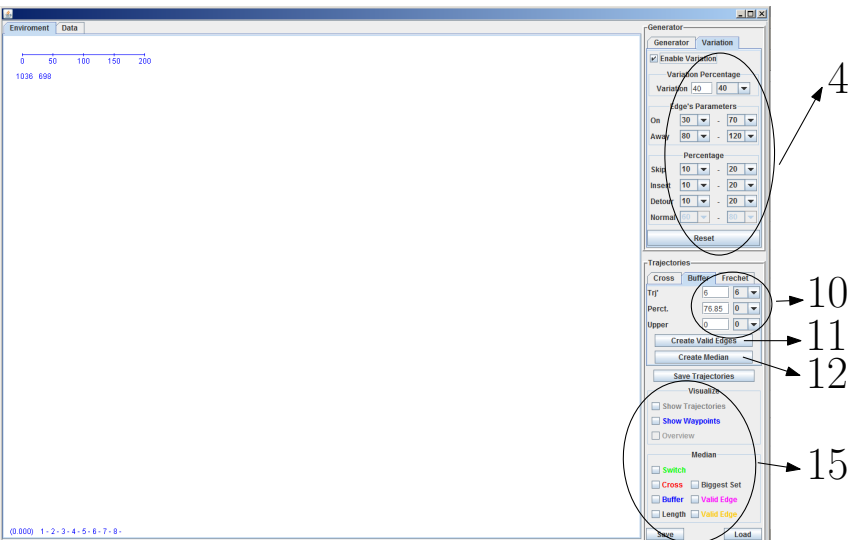 Enviroment Data
0 50 100 150 200
1036 698
(0.000) 1 - 2 - 3 - 4 - 5 - 6 - 7 - 8 -
Generator
Generator Variation
Enable Variation
Variation Percentage
Variation 40 40
Edge's Parameters
On 30 - 70
Away 80 - 120
Percentage
Skip 10 - 20
Insert 10 - 20
Detour 10 - 20
Normal 60 - 80
Reset
Trajectories
Cross Buffer Frechet
Trj' 6 6
Perct. 76.85 0
Upper 0 0
Create Valid Edges
Create Median
Save Trajectories
Visualize
Show Trajectories
Show Waypoints
Overview
Median
Switch
Cross Biggest Set
Buffer Valid Edge
Length Valid Edge
Save Load
4
10
11
12
15